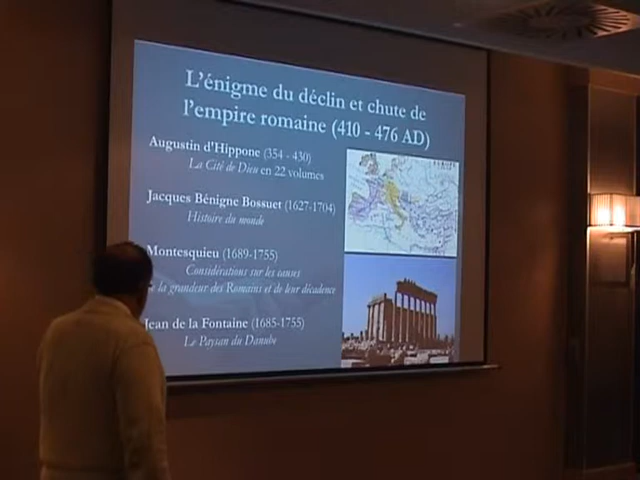 L'énigme du déclin et chute de
l'empire romaine (410 - 476 AD)
Augustin d'Hippone (354 - 430)
La Cité de Dieu en 22 volumes
Jacques Bénigne Bossuet (1627-1704)
Histoire du monde
Montesquieu (1689-1755)
Considérations sur les causes
la grandeur des Romains et de leur décadence
Jean de la Fontaine (1685-1755)
Le Paysan du Danube